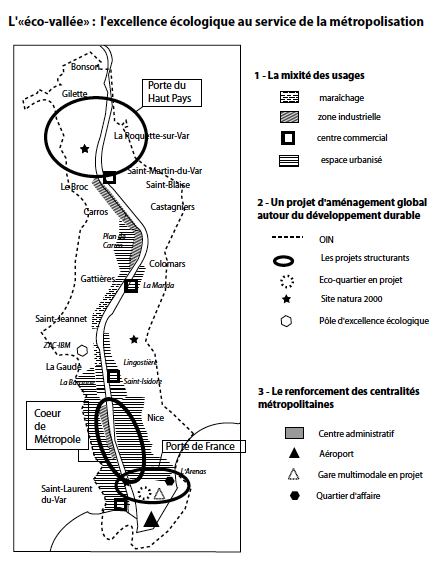 L'«éco-vallée» : l'excellence écologique au service de la métropolisation
Bonson
Gilette
Porte du
Haut Pays
La Roquette-sur-Var
Saint-Martin-du-Var
Saint-Blaise
Le Broc
Castagniers
Carros
Plan de
Carros
Colomars
Gattières
La Manda
Saint-Jeannet
ZAC-IBM
Lingostière
La Gaude
La Baronne
Saint-Isidore
Coeur
de
Métropole
Nice
Porte de France
L'Arenas
Saint-Laurent
du-Var
1 - La mixité des usages
maraîchage
zone industrielle
centre commercial
espace urbanisé
2 - Un projet d'aménagement global
autour du développement durable
OIN
Les projets structurants
Eco-quartier en projet
Site natura 2000
Pôle d'excellence écologique
3 - Le renforcement des centralités
métropolitaines
Centre administratif
Aéroport
Gare multimodale en projet
Quartier d'affaire